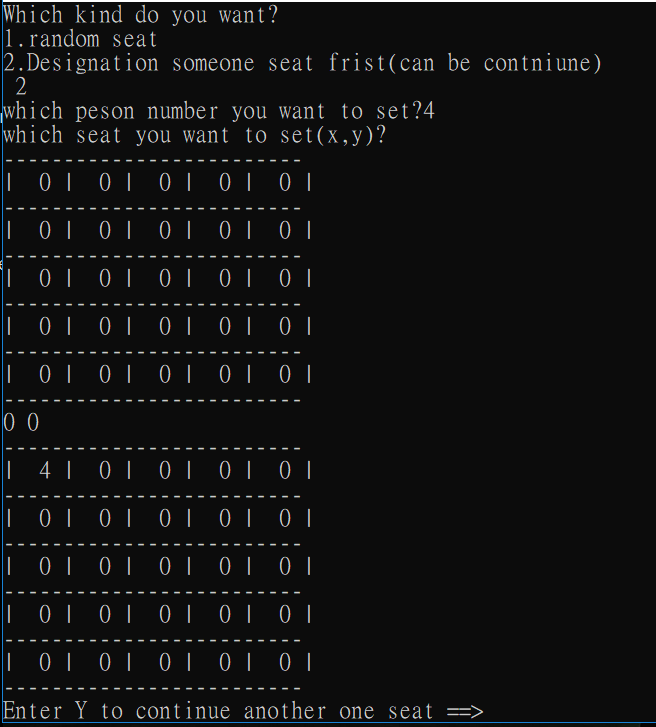 Which kind do you want?
1.random seat
2.Designation someone seat frist(can be contniune)
2
which peson number you want to set?4
which seat you want to set(x,y)?
-------------------------
|  0 |  0 |  0 |  0 |  0 |
-------------------------
|  0 |  0 |  0 |  0 |  0 |
-------------------------
|  0 |  0 |  0 |  0 |  0 |
-------------------------
|  0 |  0 |  0 |  0 |  0 |
-------------------------
|  0 |  0 |  0 |  0 |  0 |
-------------------------
0 0
-------------------------
|  4 |  0 |  0 |  0 |  0 |
-------------------------
|  0 |  0 |  0 |  0 |  0 |
-------------------------
|  0 |  0 |  0 |  0 |  0 |
-------------------------
|  0 |  0 |  0 |  0 |  0 |
-------------------------
|  0 |  0 |  0 |  0 |  0 |
-------------------------
Enter Y to continue another one seat ==>